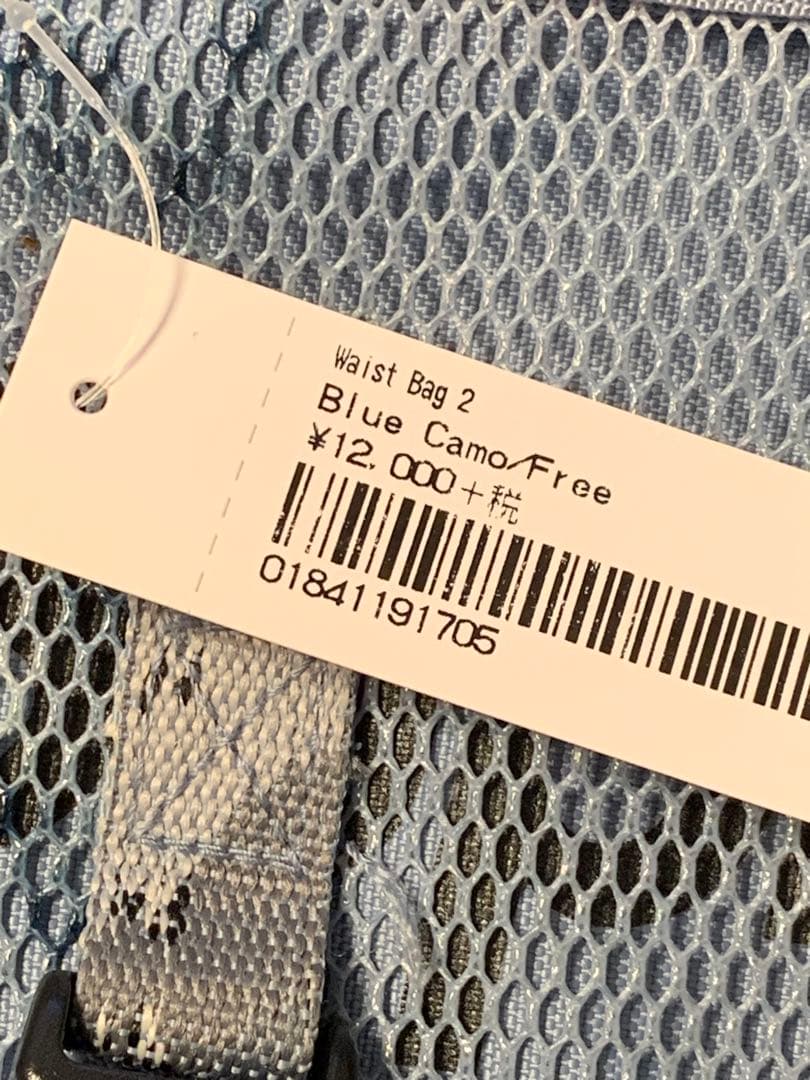 Waist Bag 2
Blue Camo/Free
¥12,000+税
01841191705